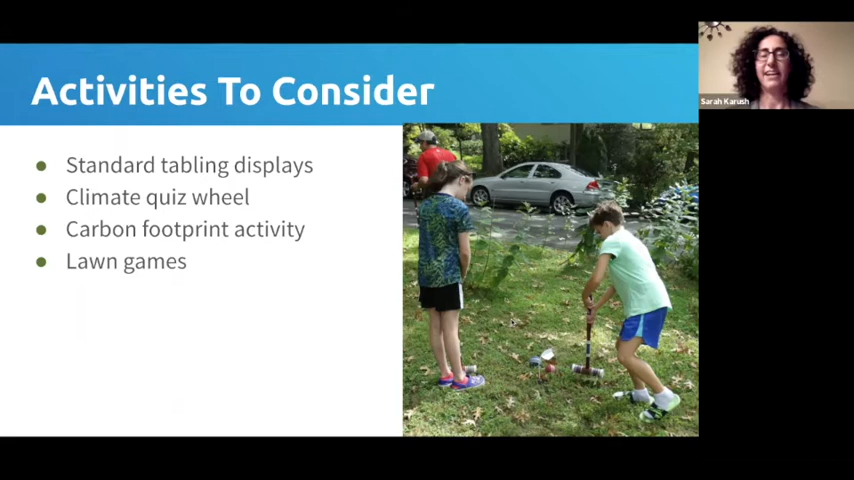 Activities To Consider
Sarah Karush
Standard tabling displays
Climate quiz wheel
Carbon footprint activity
Lawn games